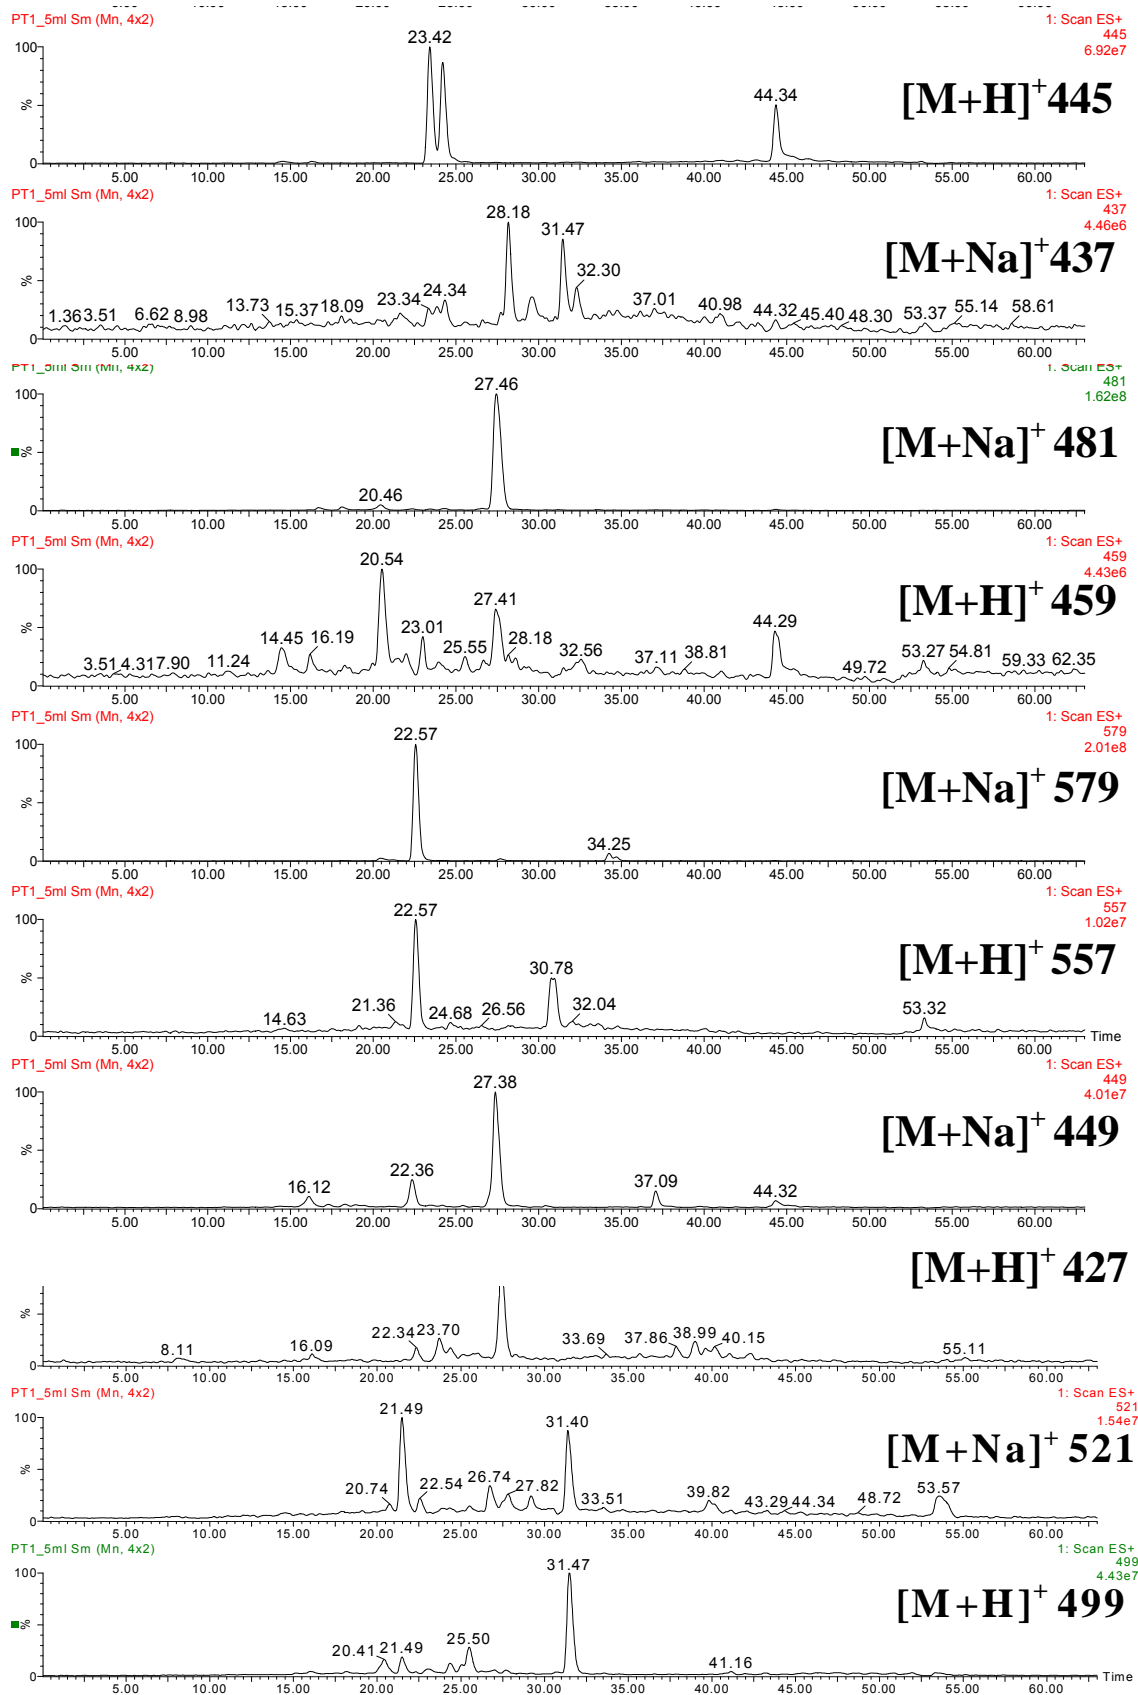 PT1_5ml Sm (Mn, 4x2) 1: Scan ES+
445
6.92e7
100
%
0
23.42
44.34
[M+H]+445
5.00 10.00 15.00 20.00 25.00 30.00 35.00 40.00 45.00 50.00 55.00 60.00
PT1_5ml Sm (Mn, 4x2) 1: Scan ES+
437
4.46e6
100
%
0
28.18
31.47
32.30
[M+Na]+437
1.36 3.51 6.62 8.98 13.73 15.37 18.09 23.34 24.34 37.01 40.98 44.32 45.40 48.30 53.37 55.14 58.61
5.00 10.00 15.00 20.00 25.00 30.00 35.00 40.00 45.00 50.00 55.00 60.00
PT1_5ml Sm (Mn, 4x2) 1: Scan ES+
481
1.62e8
100
%
0
27.46
20.46
[M+Na]+ 481
5.00 10.00 15.00 20.00 25.00 30.00 35.00 40.00 45.00 50.00 55.00 60.00
PT1_5ml Sm (Mn, 4x2) 1: Scan ES+
459
4.43e6
100
%
0
20.54
27.41
[M+H]+ 459
3.51 4.31 7.90 11.24 14.45 16.19 23.01 25.55 28.18 32.56 37.11 38.81 44.29 49.72 53.27 54.81 59.33 62.35
5.00 10.00 15.00 20.00 25.00 30.00 35.00 40.00 45.00 50.00 55.00 60.00
PT1_5ml Sm (Mn, 4x2) 1: Scan ES+
579
2.01e8
100
%
0
22.57
34.25
[M+Na]+ 579
5.00 10.00 15.00 20.00 25.00 30.00 35.00 40.00 45.00 50.00 55.00 60.00
PT1_5ml Sm (Mn, 4x2) 1: Scan ES+
557
1.02e7
100
%
0
22.57
30.78
[M+H]+ 557
14.63 21.36 24.68 26.56 32.04 53.32
Time
5.00 10.00 15.00 20.00 25.00 30.00 35.00 40.00 45.00 50.00 55.00 60.00
PT1_5ml Sm (Mn, 4x2) 1: Scan ES+
449
4.01e7
100
%
0
27.38
[M+Na]+ 449
16.12 22.36 37.09 44.32
5.00 10.00 15.00 20.00 25.00 30.00 35.00 40.00 45.00 50.00 55.00 60.00
[M+H]+ 427
%
0
8.11 16.09 22.34 23.70 33.69 37.86 38.99 40.15 55.11
5.00 10.00 15.00 20.00 25.00 30.00 35.00 40.00 45.00 50.00 55.00 60.00
PT1_5ml Sm (Mn, 4x2) 1: Scan ES+
521
1.54e7
100
%
0
21.49
31.40
[M+Na]+ 521
20.74 22.54 26.74 27.82 33.51 39.82 43.29 44.34 48.72 53.57
5.00 10.00 15.00 20.00 25.00 30.00 35.00 40.00 45.00 50.00 55.00 60.00
PT1_5ml Sm (Mn, 4x2) 1: Scan ES+
499
4.43e7
100
%
0
31.47
[M+H]+ 499
20.41 21.49 25.50 41.16
Time
5.00 10.00 15.00 20.00 25.00 30.00 35.00 40.00 45.00 50.00 55.00 60.00